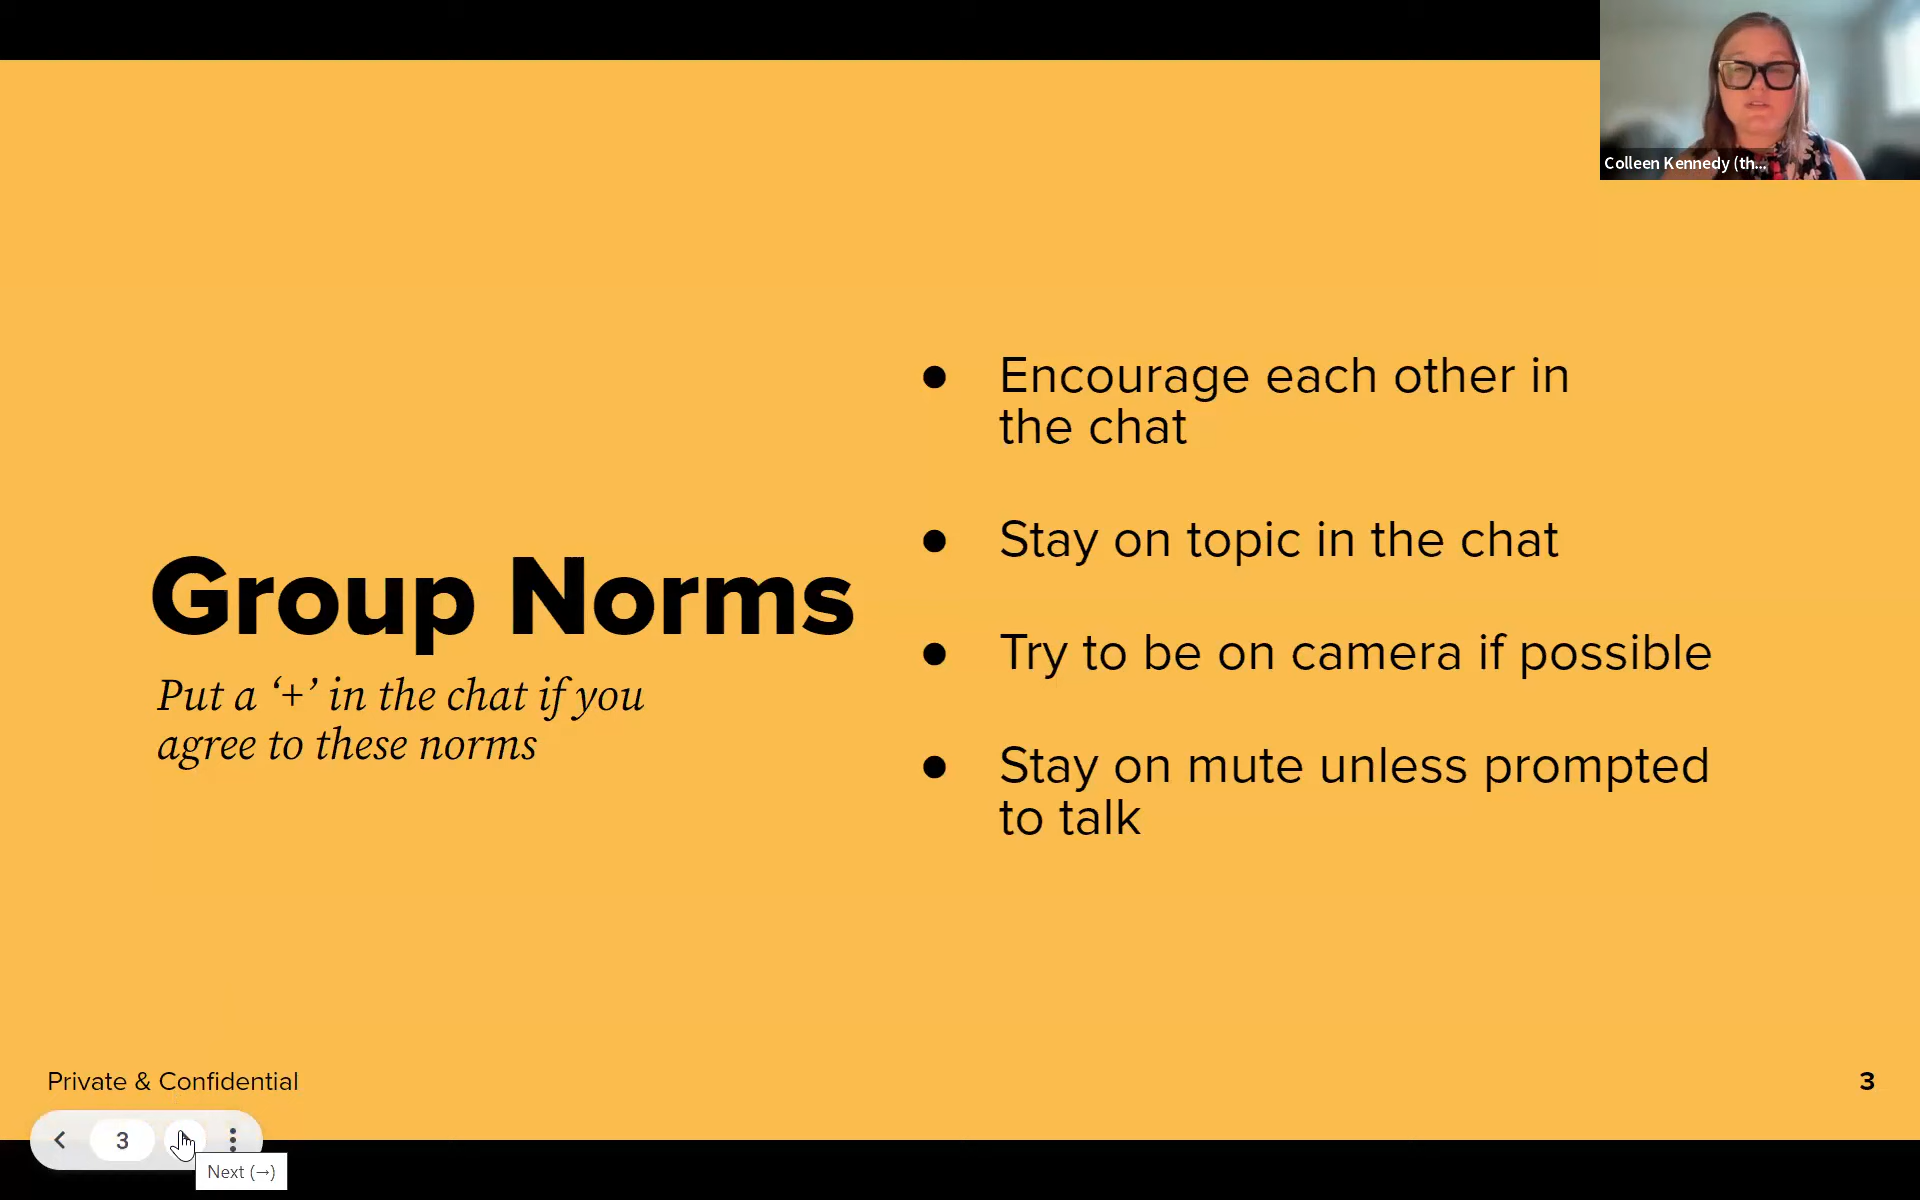 Colleen Kennedy (th...
Group Norms
Put a ‘+’ in the chat if you
agree to these norms
● Encourage each other in
the chat
● Stay on topic in the chat
● Try to be on camera if possible
● Stay on mute unless prompted
to talk
Private & Confidential
3
3
Next (→)